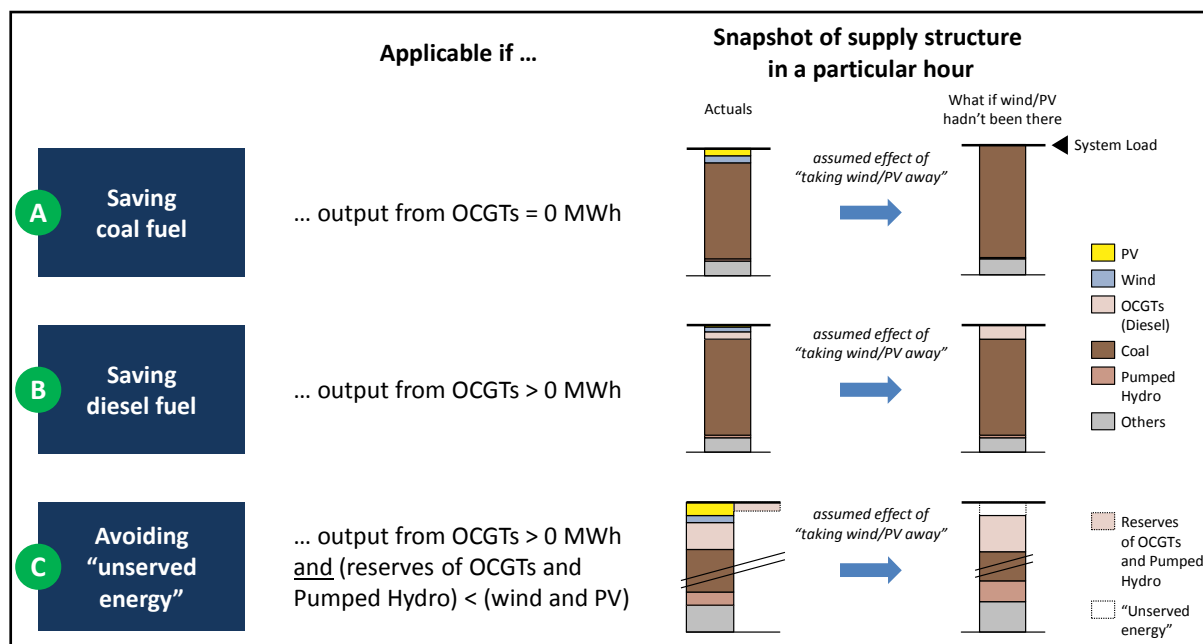 Applicable if …
Snapshot of supply structure
in a particular hour
Actuals
What if wind/PV
hadn't been there
System Load
A
Saving
coal fuel
… output from OCGTs = 0 MWh
assumed effect of
"taking wind/PV away"
B
Saving
diesel fuel
… output from OCGTs > 0 MWh
assumed effect of
"taking wind/PV away"
PV
Wind
OCGTs
(Diesel)
Coal
Pumped
Hydro
Others
C
Avoiding
"unserved
energy"
… output from OCGTs > 0 MWh
and (reserves of OCGTs and
Pumped Hydro) < (wind and PV)
assumed effect of
"taking wind/PV away"
Reserves
of OCGTs
and Pumped
Hydro
"Unserved
energy"